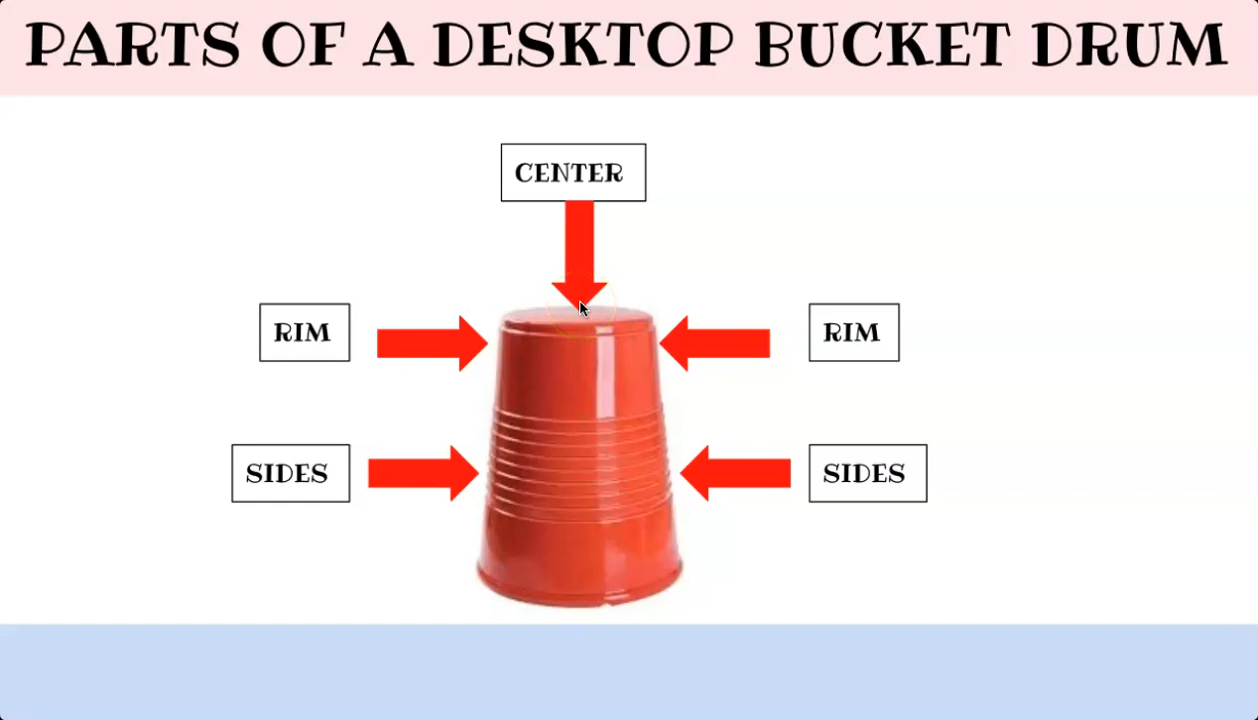 PARTS OF A DESKTOP BUCKET DRUM
CENTER
RIM
RIM
SIDES
SIDES